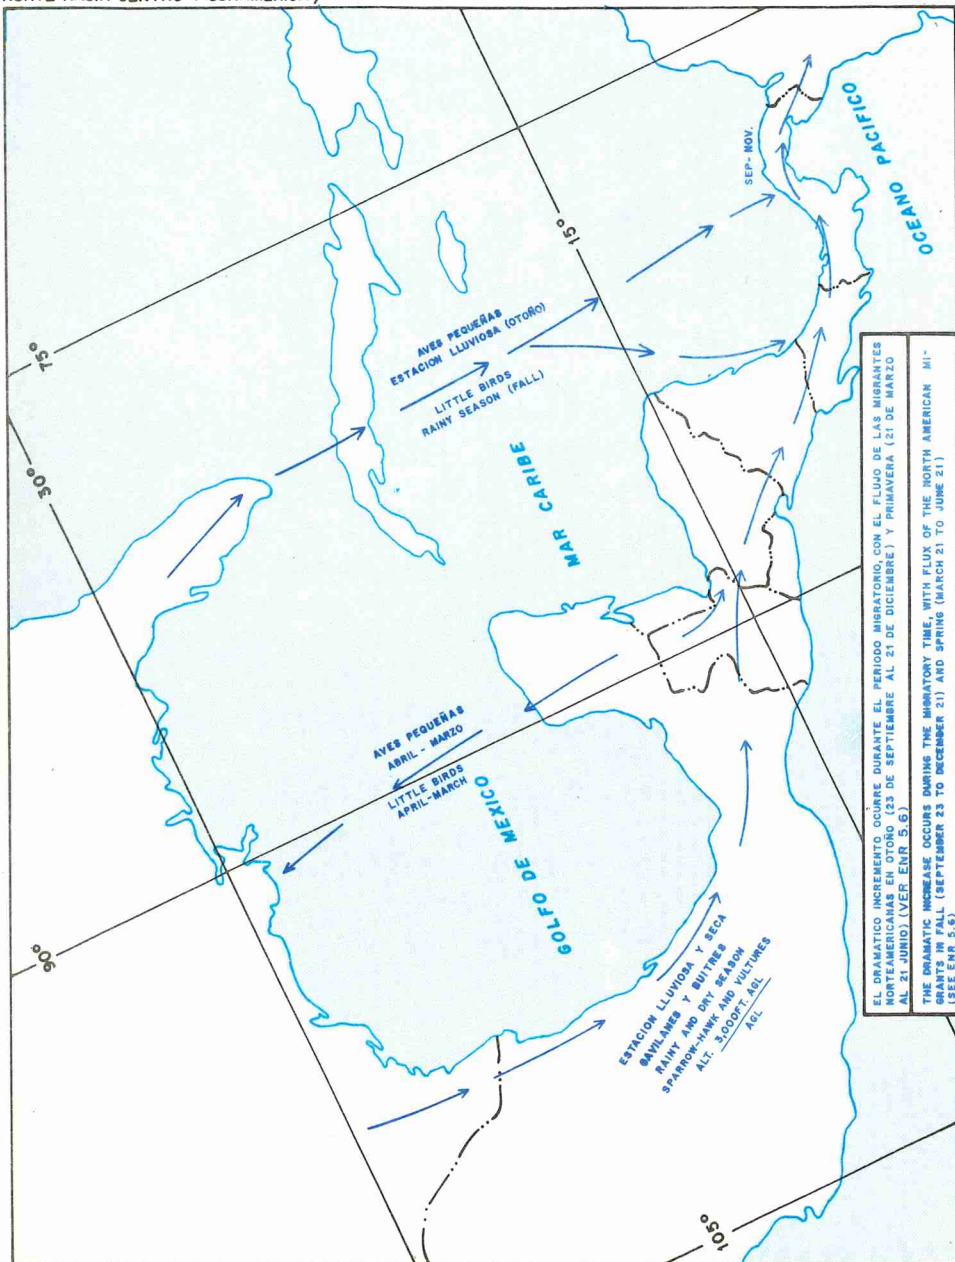 75º
30º
90º
15º
105º
SEP-NOV.
OCEANO PACIFICO
AVES PEQUEÑAS
ESTACION LLUVIOSA (OTOÑO)
LITTLE BIRDS
RAINY SEASON (FALL)
MAR CARIBE
AVES PEQUEÑAS
ABRIL - MARZO
LITTLE BIRDS
APRIL-MARCH
GOLFO DE MEXICO
ESTACION LLUVIOSA Y SECA
GAVILANES Y BUITRES
RAINY AND DRY SEASON
SPARROW-HAWK AND VULTURES
ALT. 3,000FT. AGL
AGL
EL DRAMATICO INCREMENTO OCURRE DURANTE EL PERIODO MIGRATORIO, CON EL FLUJO DE LAS MIGRANTES
NORTEAMERICANAS EN OTOÑO (23 DE SEPTIEMBRE AL 21 DE DICIEMBRE) Y PRIMAVERA (21 DE MARZO
AL 21 JUNIO) (VER ENR 5.6)
THE DRAMATIC INCREASE OCCURS DURING THE MIGRATORY TIME, WITH FLUX OF THE NORTH AMERICAN MI-
GRANTS IN FALL (SEPTEMBER 23 TO DECEMBER 21) AND SPRING (MARCH 21 TO JUNE 21)
(SEE ENR 5.6)